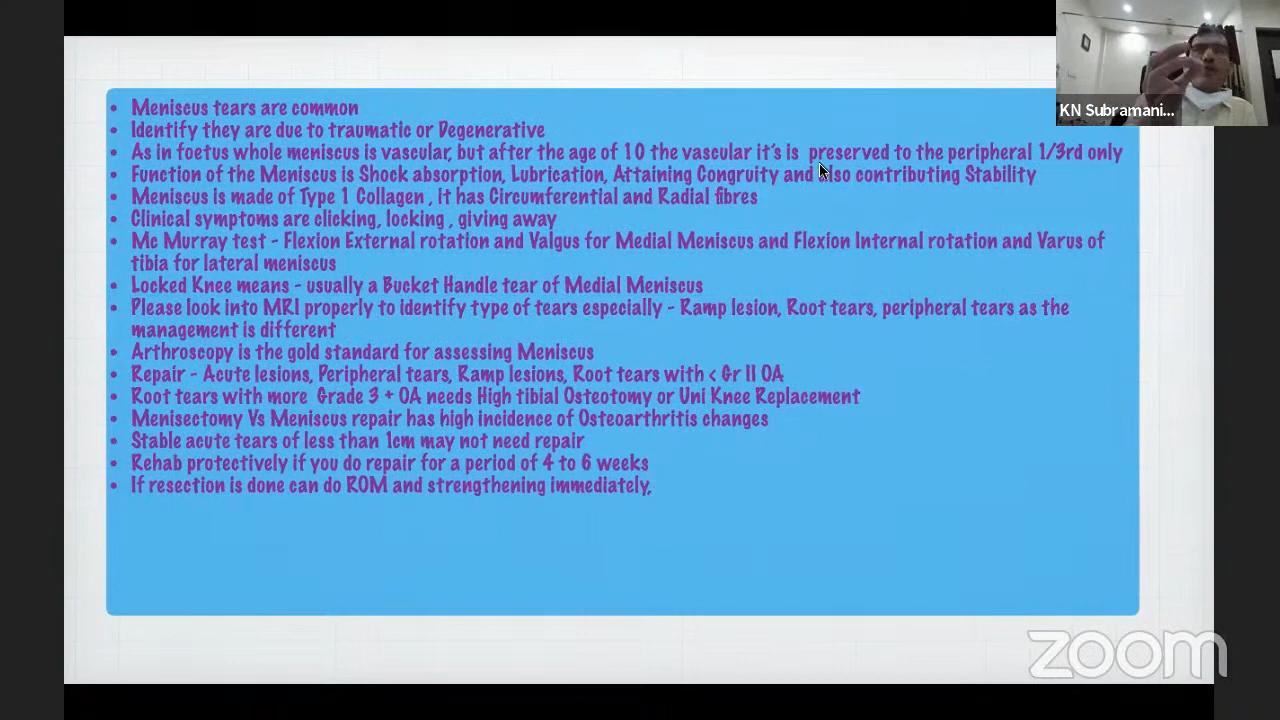 KN Subramani...
• Meniscus tears are common
• Identify they are due to traumatic or Degenerative
• As in foetus whole meniscus is vascular, but after the age of 10 the vascular it's is preserved to the peripheral 1/3rd only
• Function of the Meniscus is Shock absorption, Lubrication, Attaining Congruity and also contributing Stability
• Meniscus is made of Type 1 Collagen , it has Circumferential and Radial fibres
• Clinical symptoms are clicking, locking , giving away
• Mc Murray test - Flexion External rotation and Valgus for Medial Meniscus and Flexion Internal rotation and Varus of
tibia for lateral meniscus
• Locked Knee means - usually a Bucket Handle tear of Medial Meniscus
• Please look into MRI properly to identify type of tears especially - Ramp lesion, Root tears, peripheral tears as the
management is different
• Arthroscopy is the gold standard for assessing Meniscus
• Repair - Acute lesions, Peripheral tears, Ramp lesions, Root tears with < Gr II OA
• Root tears with more Grade 3 + OA needs High tibial Osteotomy or Uni Knee Replacement
• Menisectomy Vs Meniscus repair has high incidence of Osteoarthritis changes
• Stable acute tears of less than 1cm may not need repair
• Rehab protectively if you do repair for a period of 4 to 6 weeks
• If resection is done can do ROM and strengthening immediately,
zoom